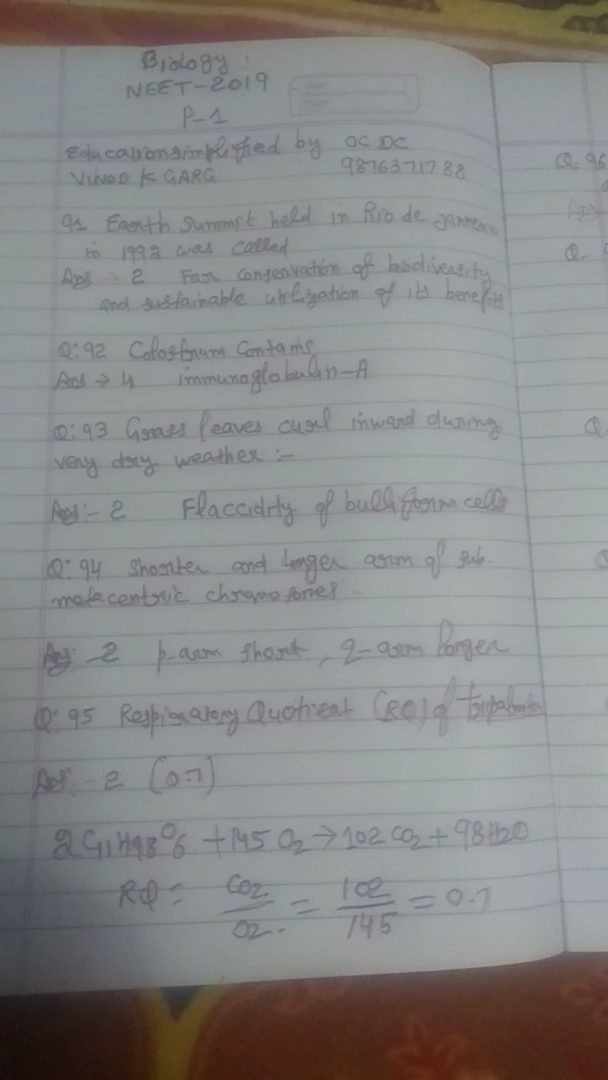 Biology :
NEET-2019
P-1
Educationsimplified by OCDC
VINOD K GARG 9876371788
91 Earth Summit held in Rio de
in 1992 was called
Ans → 2 For conservation of biodiversity
and sustainable utilization of its benefits
Q:92 Colostrum Contains
Ans → 4 immunoglobulin-A
Q:93 Grass leaves curl inward during
very dry weather :-
Ans:- 2 Flaccidity of bulliform cells
Q:94 Shorter and longer arm of sub
metacentric chromosomes
Ans -2 p-arm short, q-arm longer
Q:95 Respiratory Quotient (RQ) of
Ans:- 2 (0.7)
2C51H98O6 + 145 O2 → 102 CO2 + 98 H2O
RQ = CO2/O2. = 102/145 = 0.7
Q 96
Ans
Q-
Q